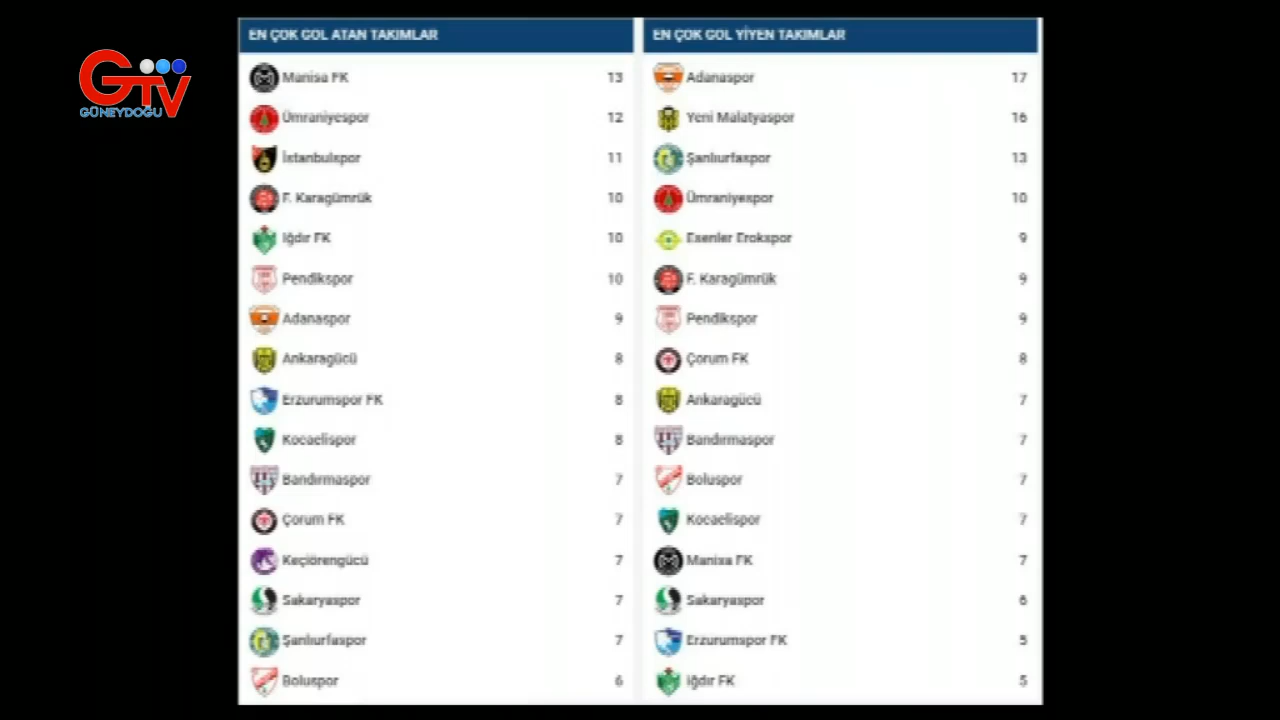 GTV
GÜNEYDOĞU
EN ÇOK GOL ATAN TAKIMLAR
Manisa FK 13
Ümraniyespor 12
İstanbulspor 11
F. Karagümrük 10
Iğdır FK 10
Pendikspor 10
Adanaspor 9
Ankaragücü 8
Erzurumspor FK 8
Kocaelispor 8
Bandırmaspor 7
Çorum FK 7
Keçiörengücü 7
Sakaryaspor 7
Şanlıurfaspor 7
Boluspor 6
EN ÇOK GOL YİYEN TAKIMLAR
Adanaspor 17
Yeni Malatyaspor 16
Şanlıurfaspor 13
Ümraniyespor 10
Esenler Erokspor 9
F. Karagümrük 9
Pendikspor 9
Çorum FK 8
Ankaragücü 7
Bandırmaspor 7
Boluspor 7
Kocaelispor 7
Manisa FK 7
Sakaryaspor 6
Erzurumspor FK 5
Iğdır FK 5